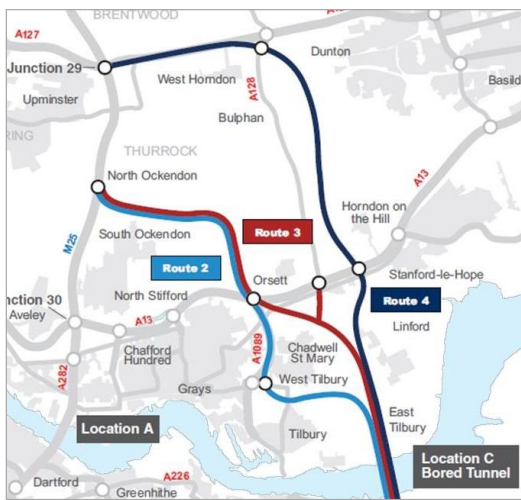 BRENTWOOD
A127
Dunton
Junction 29
West Horndon
Basild
Upminster
A128
Bulphan
RING
THURROCK
A13
North Ockendon
Horndon on
the Hill
M25
South Ockendon
Route 3
Route 2
Orsett
Stanford-le-Hope
nction 30
North Stifford
Route 4
Aveley
A13
Linford
Chafford
Hundred
Chadwell
St Mary
A1089
A282
Grays
West Tilbury
East
Tilbury
Location A
Tilbury
Location C
Bored Tunnel
Dartford
A226
Greenhithe